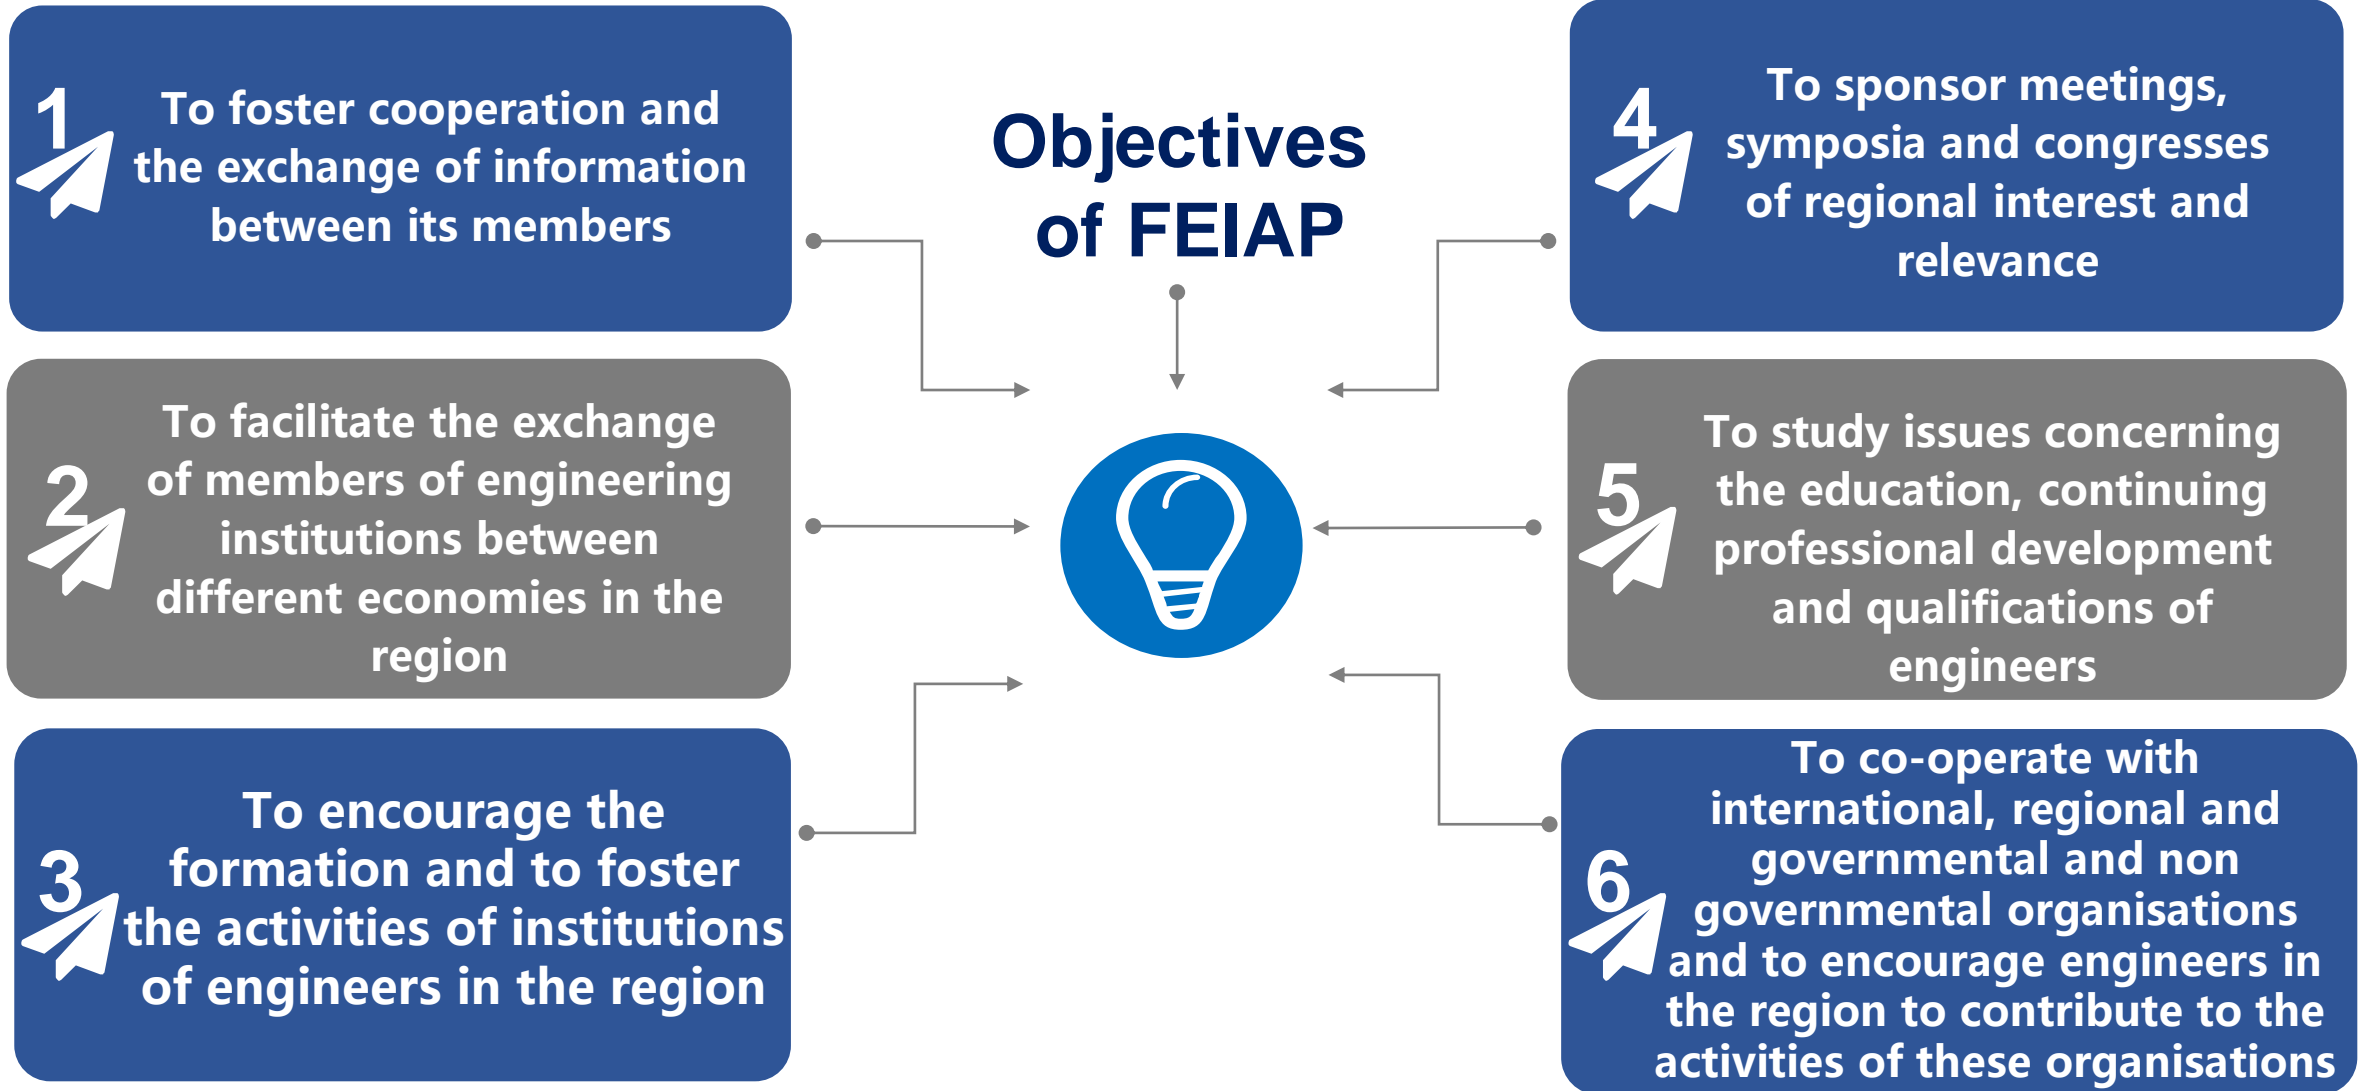 Objectives
of FEIAP
1
To foster cooperation and
the exchange of information
between its members
2
To facilitate the exchange
of members of engineering
institutions between
different economies in the
region
3
To encourage the
formation and to foster
the activities of institutions
of engineers in the region
4
To sponsor meetings,
symposia and congresses
of regional interest and
relevance
5
To study issues concerning
the education, continuing
professional development
and qualifications of
engineers
6
To co-operate with
international, regional and
governmental and non
governmental organisations
and to encourage engineers in
the region to contribute to the
activities of these organisations